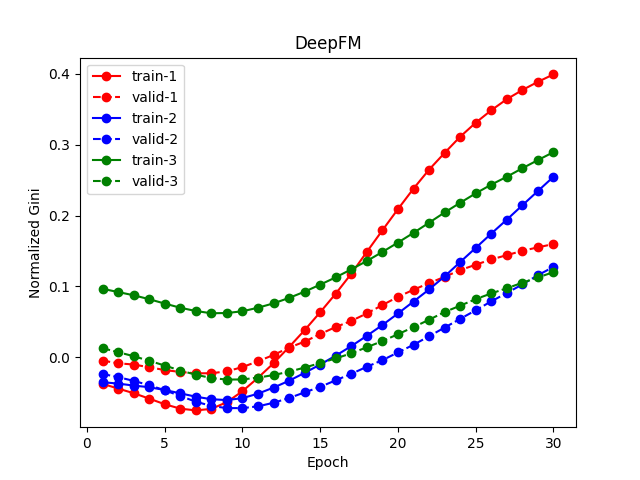 DeepFM
Normalized Gini
0.4
0.3
0.2
0.1
0.0
train-1
valid-1
train-2
valid-2
train-3
valid-3
0 5 10 15 20 25 30
Epoch